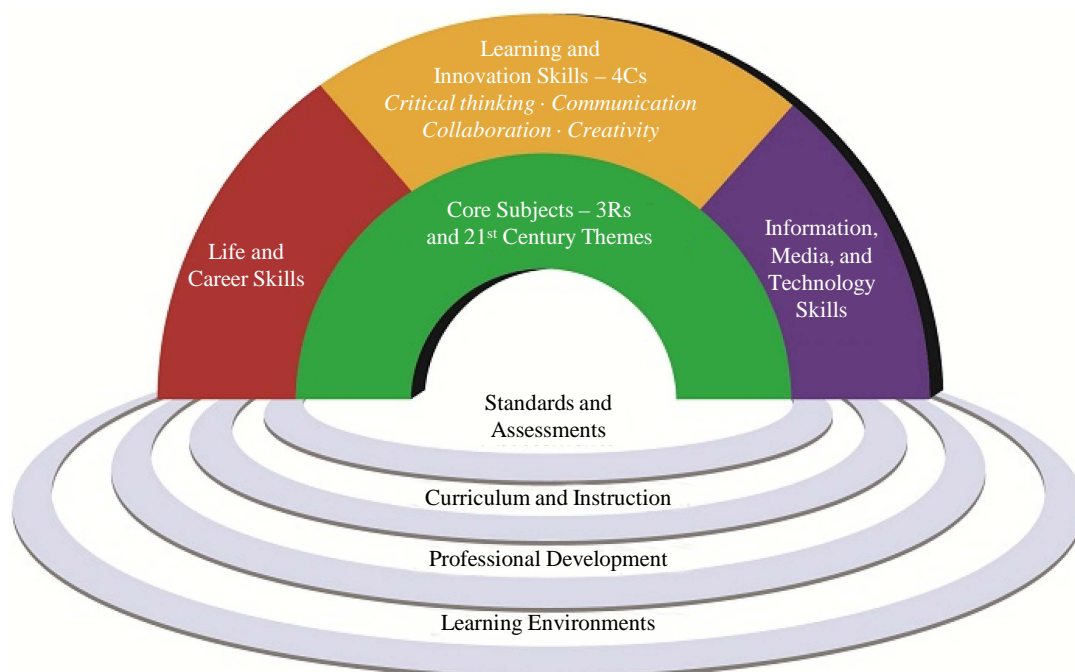 Learning and
Innovation Skills – 4Cs
Critical thinking · Communication
Collaboration · Creativity
Core Subjects – 3Rs
and 21st Century Themes
Life and
Career Skills
Information,
Media, and
Technology
Skills
Standards and
Assessments
Curriculum and Instruction
Professional Development
Learning Environments